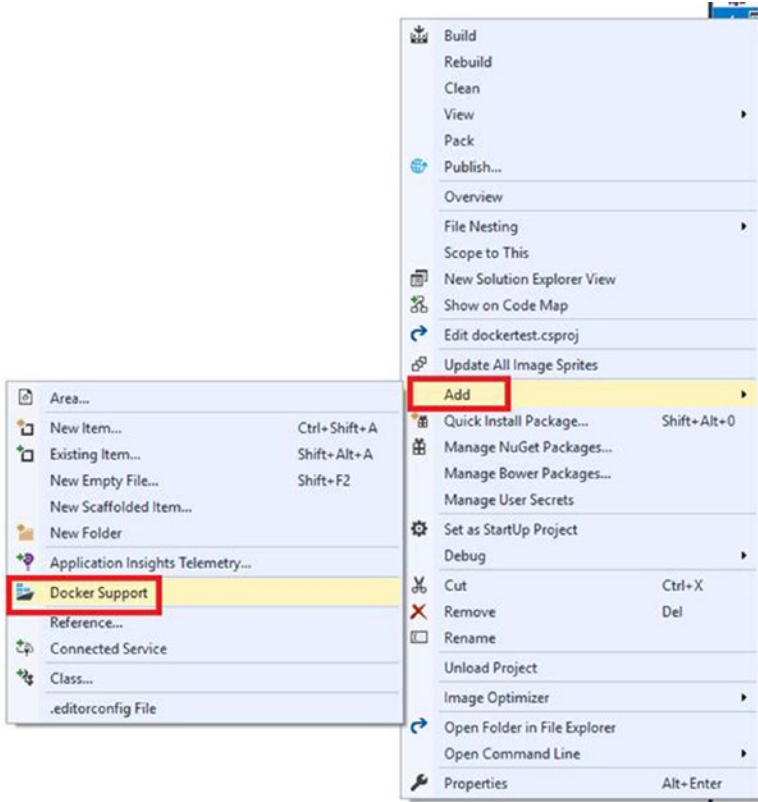 Build
Rebuild
Clean
View
Pack
Publish...
Overview
File Nesting
Scope to This
New Solution Explorer View
Show on Code Map
Edit dockertest.csproj
Update All Image Sprites
Add
Quick Install Package... Shift+Alt+0
Manage NuGet Packages...
Manage Bower Packages...
Manage User Secrets
Set as StartUp Project
Debug
Cut Ctrl+X
Remove Del
Rename
Unload Project
Image Optimizer
Open Folder in File Explorer
Open Command Line
Properties Alt+Enter
Area...
New Item... Ctrl+Shift+A
Existing Item... Shift+Alt+A
New Empty File... Shift+F2
New Scaffolded Item...
New Folder
Application Insights Telemetry...
Docker Support
Reference...
Connected Service
Class...
.editorconfig File